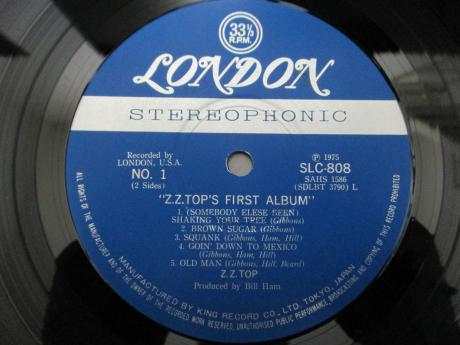 33 1/3
R.P.M.
LONDON
STEREOPHONIC
Recorded by
LONDON, U.S.A.
NO. 1
(2 Sides)
℗ 1975
SLC-808
SAHS 1586
(SDLBT 3790) L
"Z.Z.TOP'S FIRST ALBUM"
1. (SOMEBODY ELESE BEEN)
SHAKING YOUR TREE (Gibbons)
2. BROWN SUGAR (Gibbons)
3. SQUANK (Gibbons, Ham, Hill)
4. GOIN' DOWN TO MEXICO
(Gibbons, Ham, Hill)
5. OLD MAN (Gibbons, Hill, Beard)
Z.Z.TOP
Produced by Bill Ham
MANUFACTURED BY KING RECORD CO., LTD. TOKYO, JAPAN
ALL RIGHTS OF THE MANUFACTURER AND OF THE OWNER OF THE RECORDED WORK RESERVED. UNAUTHORISED PUBLIC PERFORMANCE, BROADCASTING AND COPYING OF THIS RECORD PROHIBITED